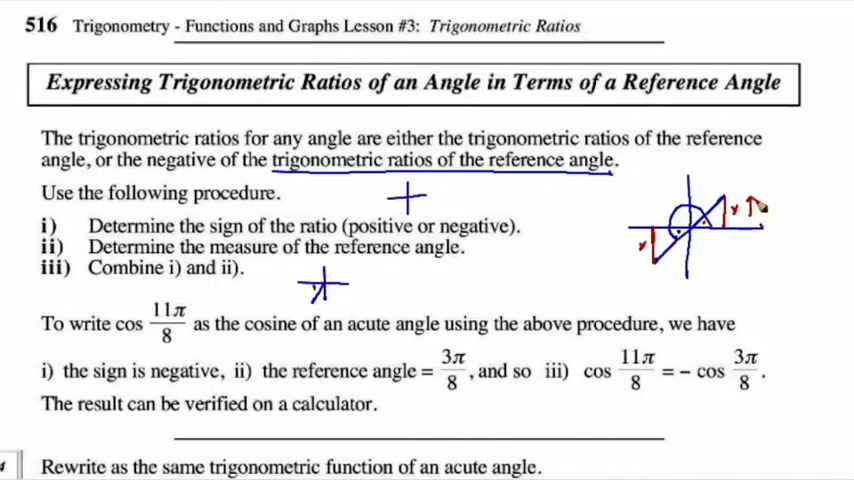 516 Trigonometry - Functions and Graphs Lesson #3: Trigonometric Ratios
Expressing Trigonometric Ratios of an Angle in Terms of a Reference Angle
The trigonometric ratios for any angle are either the trigonometric ratios of the reference
angle, or the negative of the trigonometric ratios of the reference angle.
Use the following procedure.
i) Determine the sign of the ratio (positive or negative).
ii) Determine the measure of the reference angle.
iii) Combine i) and ii).
To write cos 11π/8 as the cosine of an acute angle using the above procedure, we have
i) the sign is negative, ii) the reference angle = 3π/8, and so iii) cos 11π/8 = − cos 3π/8.
The result can be verified on a calculator.
Rewrite as the same trigonometric function of an acute angle.